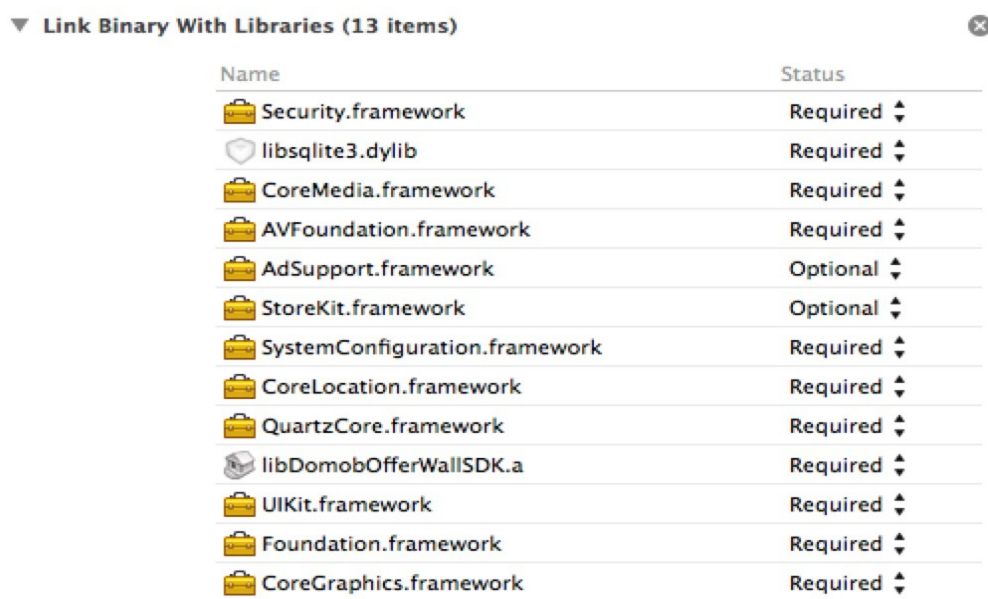 Link Binary With Libraries (13 items)
Name Status
Security.framework Required
libsqlite3.dylib Required
CoreMedia.framework Required
AVFoundation.framework Required
AdSupport.framework Optional
StoreKit.framework Optional
SystemConfiguration.framework Required
CoreLocation.framework Required
QuartzCore.framework Required
libDomobOfferWallSDK.a Required
UIKit.framework Required
Foundation.framework Required
CoreGraphics.framework Required